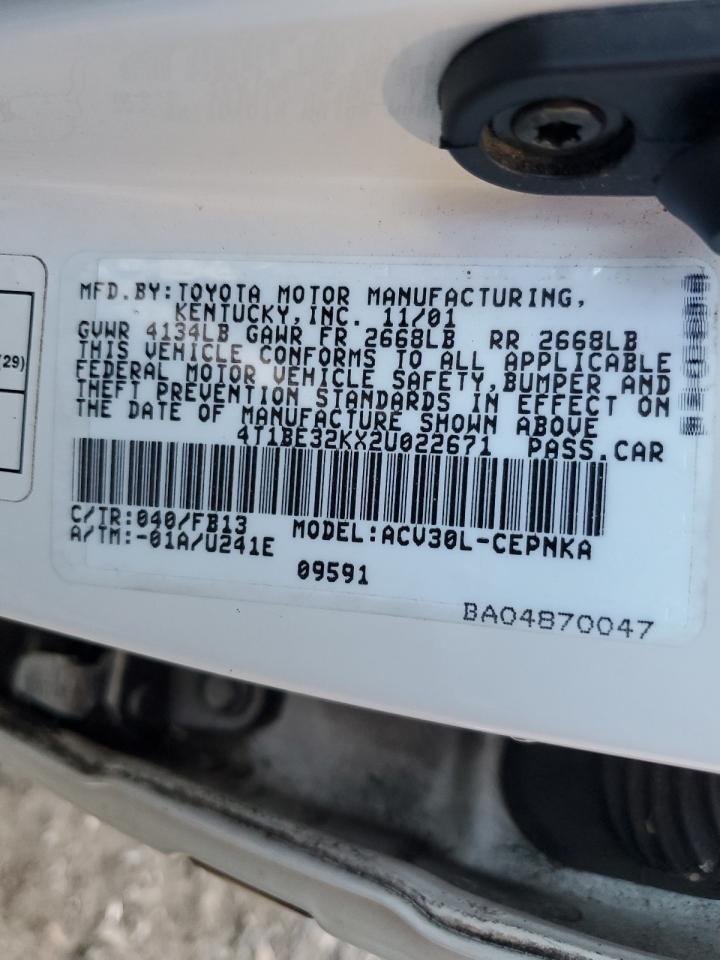 MFD.BY:TOYOTA MOTOR MANUFACTURING,
KENTUCKY,INC. 11/01
GVWR 4134LB GAWR FR 2668LB RR 2668LB
THIS VEHICLE CONFORMS TO ALL APPLICABLE
FEDERAL MOTOR VEHICLE SAFETY,BUMPER AND
THEFT PREVENTION STANDARDS IN EFFECT ON
THE DATE OF MANUFACTURE SHOWN ABOVE
4T1BE32KX2U022671 PASS.CAR
C/TR:040/FB13 MODEL:ACV30L-CEPNKA
A/TM:-01A/U241E
09591
BA04870047
(29)